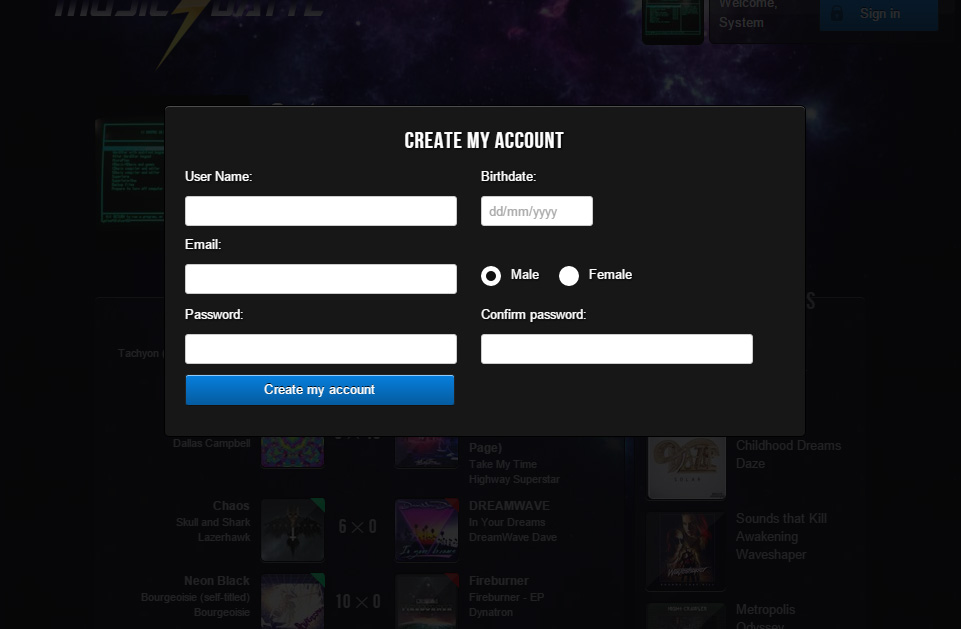 Welcome,
System
Sign in
CREATE MY ACCOUNT
User Name:
Birthdate:
dd/mm/yyyy
Email:
Male
Female
Password:
Confirm password:
Create my account
Tachyon
Dallas Campbell
Page)
Take My Time
Highway Superstar
Childhood Dreams
Daze
Chaos
Skull and Shark
Lazerhawk
6 X 0
DREAMWAVE
In Your Dreams
DreamWave Dave
Sounds that Kill
Awakening
Waveshaper
Neon Black
Bourgeoisie (self-titled)
Bourgeoisie
10 X 0
Fireburner
Fireburner - EP
Dynatron
Metropolis
Odyssey